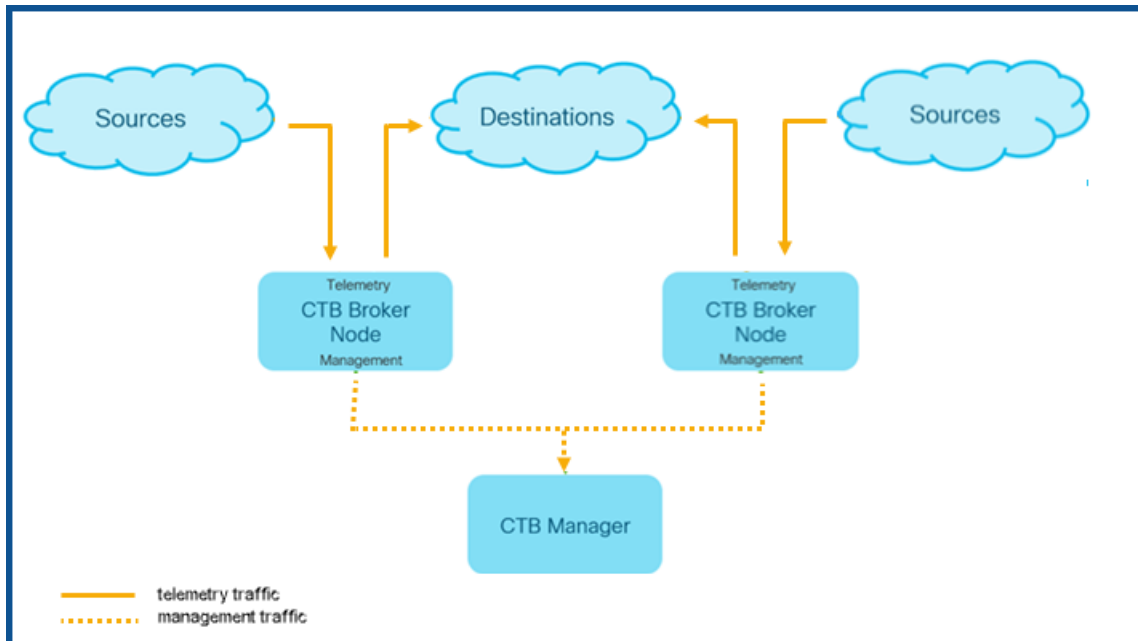 Sources
Destinations
Sources
Telemetry
CTB Broker
Node
Management
Telemetry
CTB Broker
Node
Management
CTB Manager
telemetry traffic
management traffic